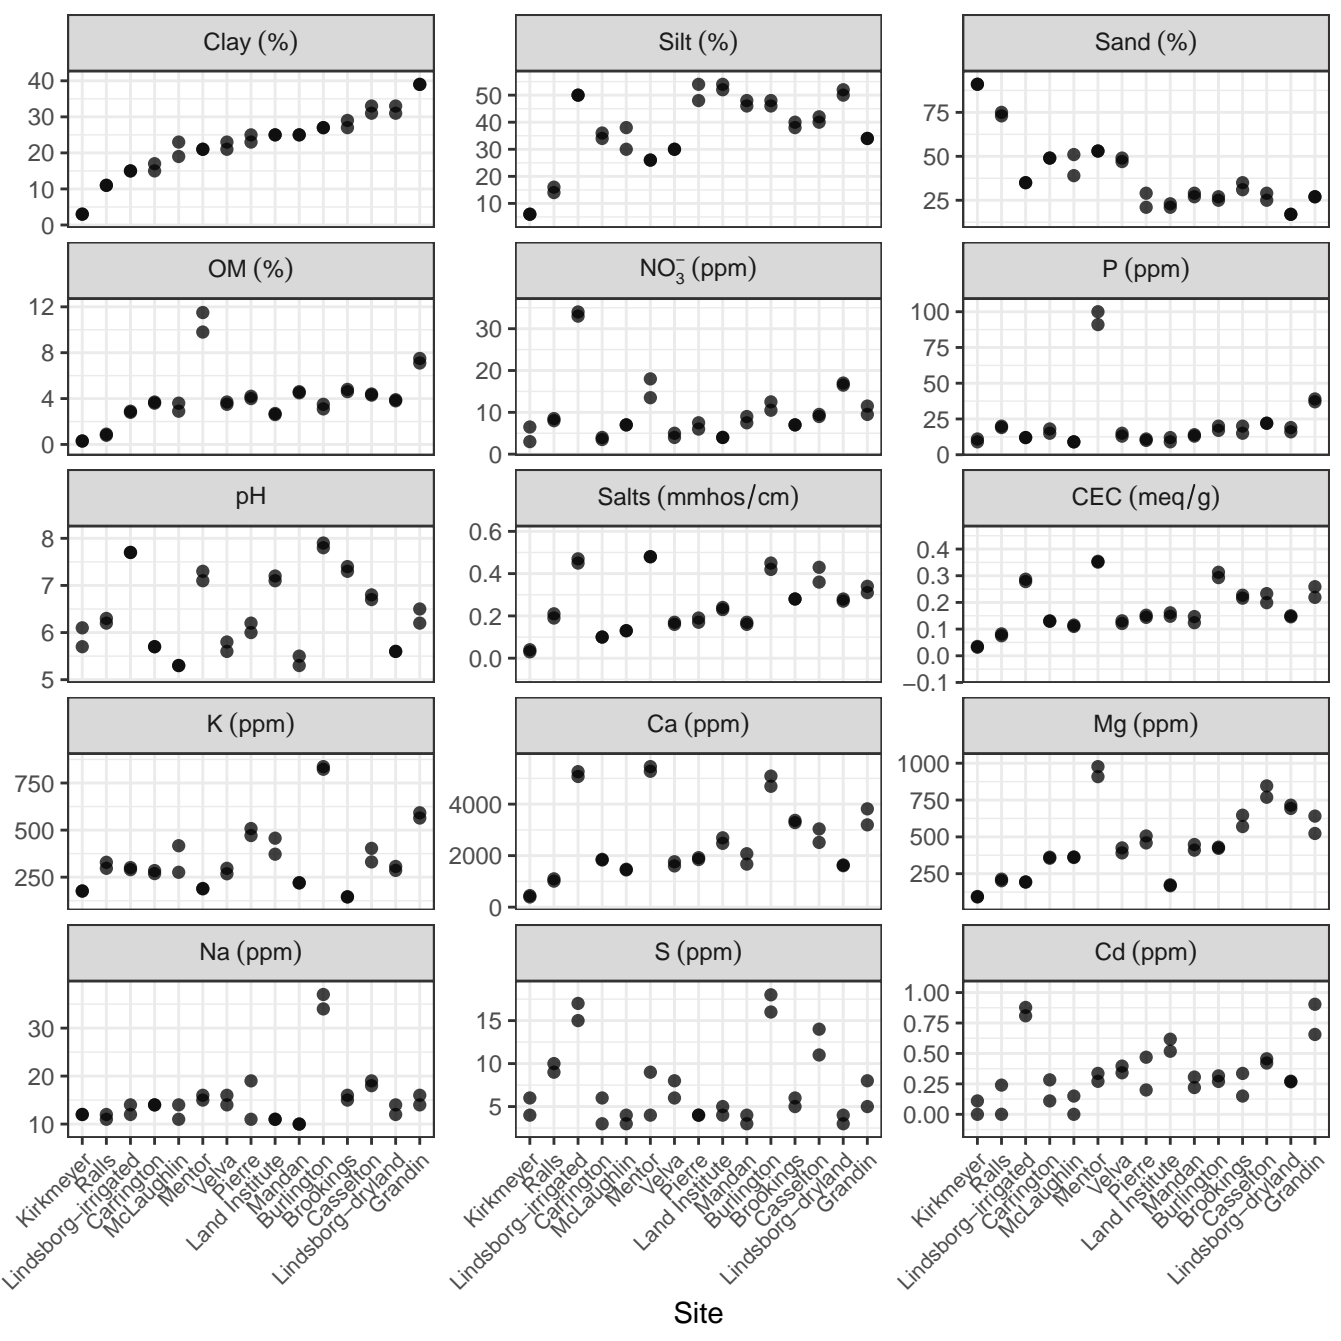 Clay (%)
Silt (%)
Sand (%)
40
30
20
10
0
50
40
30
20
10
75
50
25
OM (%)
NO₃⁻ (ppm)
P (ppm)
12
8
4
0
30
20
10
0
100
75
50
25
0
pH
Salts (mmhos/cm)
CEC (meq/g)
8
7
6
5
0.6
0.4
0.2
0.0
0.4
0.3
0.2
0.1
0.0
−0.1
K (ppm)
Ca (ppm)
Mg (ppm)
750
500
250
4000
2000
0
1000
750
500
250
Na (ppm)
S (ppm)
Cd (ppm)
30
20
10
15
10
5
1.00
0.75
0.50
0.25
0.00
Kirkmeyer
Ralls
Lindsborg−irrigated
Carrington
McLaughlin
Mentor
Velva
Pierre
Land Institute
Mandan
Burlington
Brookings
Casselton
Lindsborg−dryland
Grandin
Kirkmeyer
Ralls
Lindsborg−irrigated
Carrington
McLaughlin
Mentor
Velva
Pierre
Land Institute
Mandan
Burlington
Brookings
Casselton
Lindsborg−dryland
Grandin
Kirkmeyer
Ralls
Lindsborg−irrigated
Carrington
McLaughlin
Mentor
Velva
Pierre
Land Institute
Mandan
Burlington
Brookings
Casselton
Lindsborg−dryland
Grandin
Site